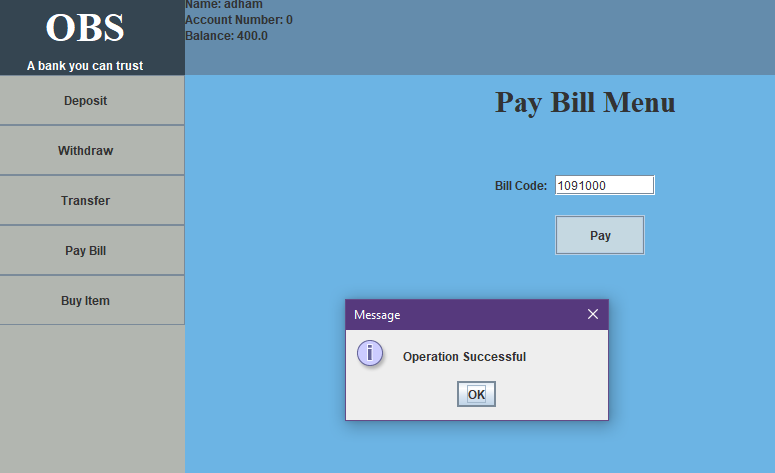 OBS
A bank you can trust
Name: adham
Account Number: 0
Balance: 400.0
Deposit
Withdraw
Transfer
Pay Bill
Buy Item
Pay Bill Menu
Bill Code: 1091000
Pay
Message
i
Operation Successful
OK